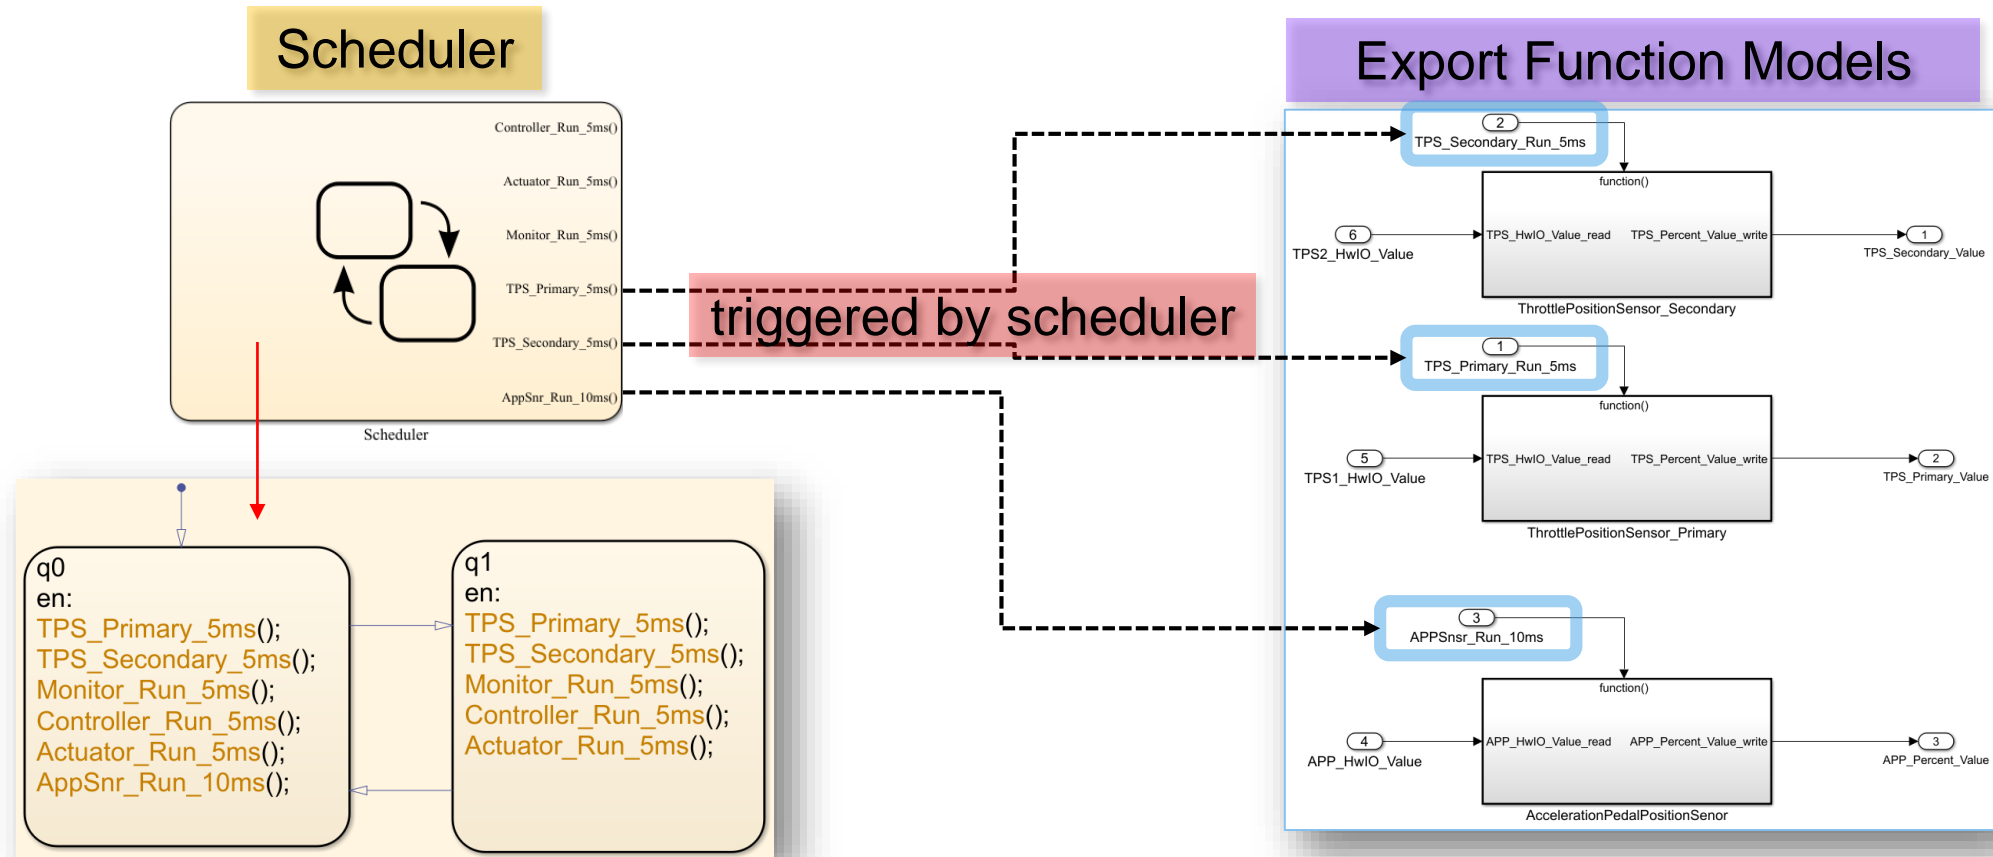 Scheduler
Controller_Run_5ms()
Actuator_Run_5ms()
Monitor_Run_5ms()
TPS_Primary_5ms()
TPS_Secondary_5ms()
AppSnr_Run_10ms()
Scheduler
triggered by scheduler
q0
en:
TPS_Primary_5ms();
TPS_Secondary_5ms();
Monitor_Run_5ms();
Controller_Run_5ms();
Actuator_Run_5ms();
AppSnr_Run_10ms();
q1
en:
TPS_Primary_5ms();
TPS_Secondary_5ms();
Monitor_Run_5ms();
Controller_Run_5ms();
Actuator_Run_5ms();
Export Function Models
2
TPS_Secondary_Run_5ms
function()
6
TPS2_HwIO_Value
TPS_HwIO_Value_read
TPS_Percent_Value_write
1
TPS_Secondary_Value
ThrottlePositionSensor_Secondary
1
TPS_Primary_Run_5ms
function()
5
TPS1_HwIO_Value
TPS_HwIO_Value_read
TPS_Percent_Value_write
2
TPS_Primary_Value
ThrottlePositionSensor_Primary
3
APPSnsr_Run_10ms
function()
4
APP_HwIO_Value
APP_HwIO_Value_read
APP_Percent_Value_write
3
APP_Percent_Value
AccelerationPedalPositionSenor